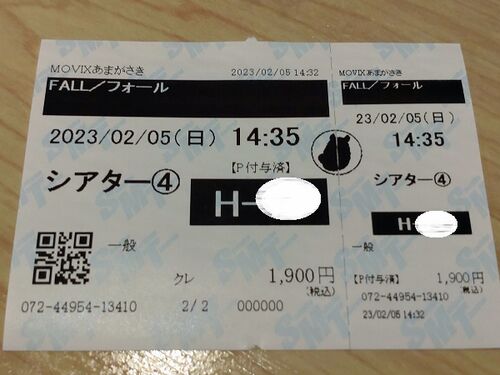 MOVIXあまがさき 2023/02/05 14:32
FALL／フォール
2023/02/05(日) 14:35
【P付与済】
シアター④
H-
一般
クレ 1,900円
(税込)
072-44954-13410 2/2 000000
MOVIXあまがさき
FALL／フォール
23/02/05(日)
14:35
シアター④
H-
一般
【P付与済】 1,900円
(税込)
072-44954-13410
23/02/05 14:32
SMT